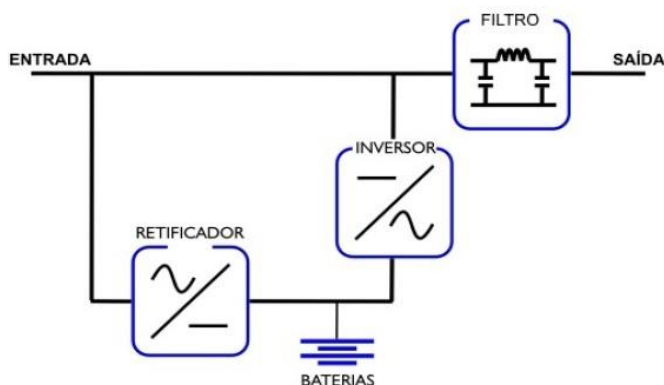 FILTRO
ENTRADA
SAÍDA
INVERSOR
RETIFICADOR
BATERIAS